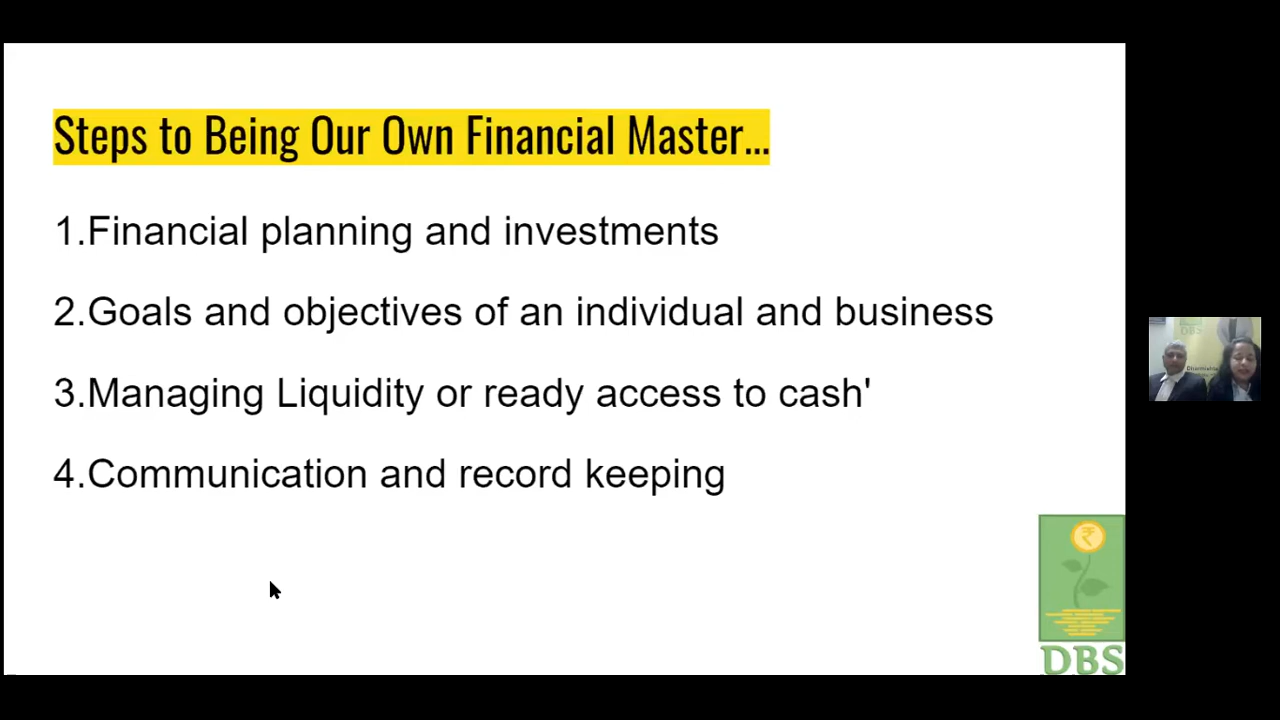 Steps to Being Our Own Financial Master...
1.Financial planning and investments
2.Goals and objectives of an individual and business
3.Managing Liquidity or ready access to cash'
4.Communication and record keeping
₹
DBS
DBS